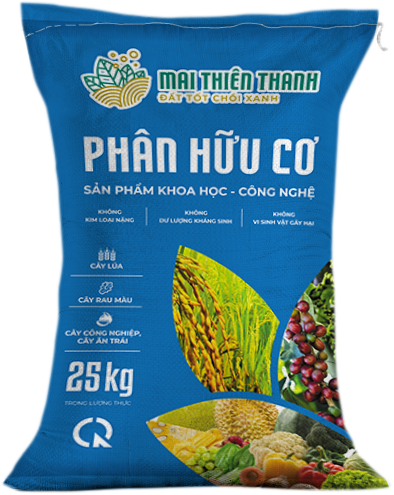 MAI THIÊN THANH
ĐẤT TỐT CHỒI XANH
PHÂN HỮU CƠ
SẢN PHẨM KHOA HỌC - CÔNG NGHỆ
KHÔNG
KIM LOẠI NẶNG
KHÔNG
DƯ LƯỢNG KHÁNG SINH
KHÔNG
VI SINH VẬT GÂY HẠI
CÂY LÚA
CÂY RAU MÀU
CÂY CÔNG NGHIỆP,
CÂY ĂN TRÁI
25kg
TRỌNG LƯỢNG THỰC